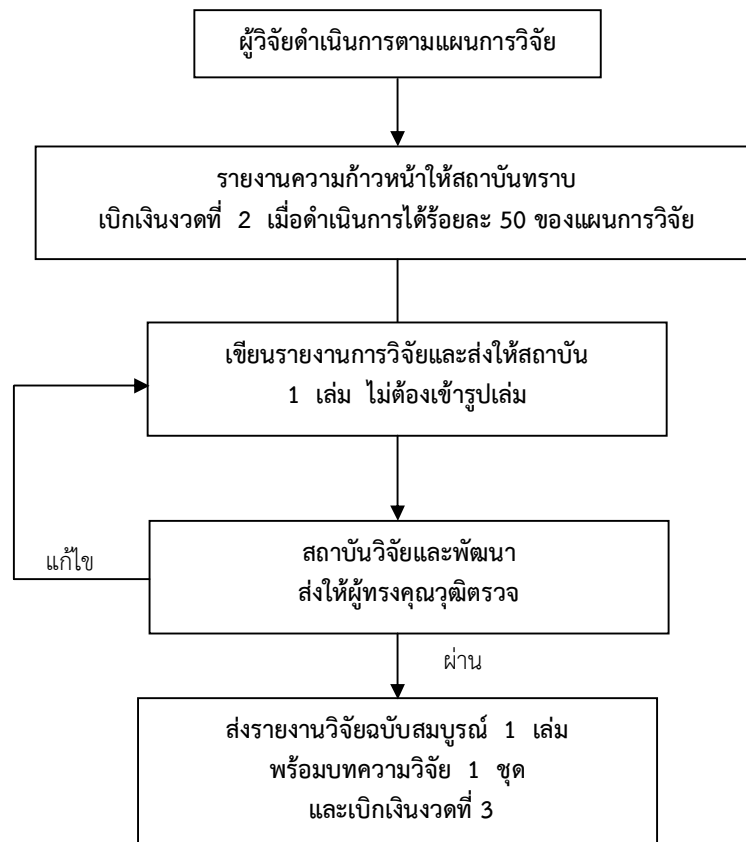 ผู้วิจัยดำเนินการตามแผนการวิจัย
รายงานความก้าวหน้าให้สถาบันทราบ
เบิกเงินงวดที่ 2 เมื่อดำเนินการได้ร้อยละ 50 ของแผนการวิจัย
เขียนรายงานการวิจัยและส่งให้สถาบัน
1 เล่ม ไม่ต้องเข้ารูปเล่ม
แก้ไข
สถาบันวิจัยและพัฒนา
ส่งให้ผู้ทรงคุณวุฒิตรวจ
ผ่าน
ส่งรายงานวิจัยฉบับสมบูรณ์ 1 เล่ม
พร้อมบทความวิจัย 1 ชุด
และเบิกเงินงวดที่ 3